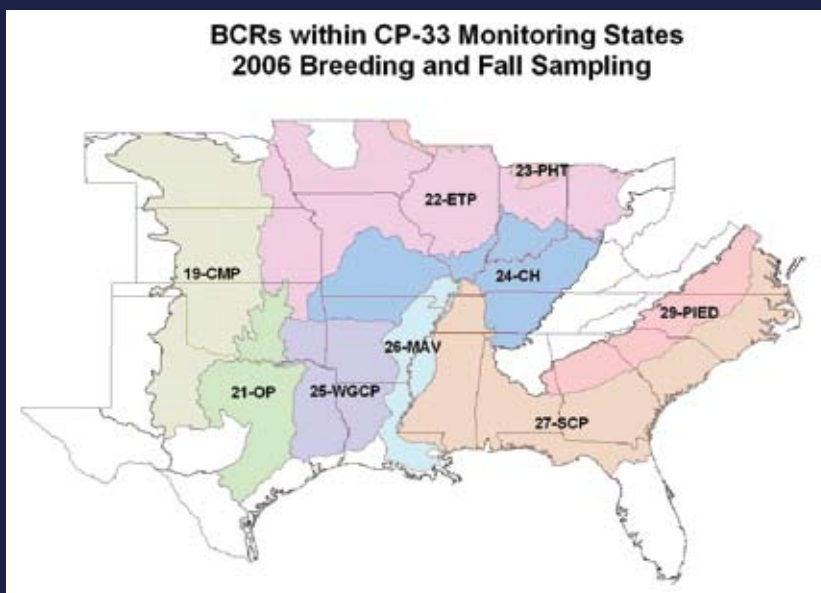 BCRs within CP-33 Monitoring States
2006 Breeding and Fall Sampling
23-PHT
22-ETP
19-CMP
24-CH
29-PIED
26-MAV
21-OP
25-WGCP
27-SCP